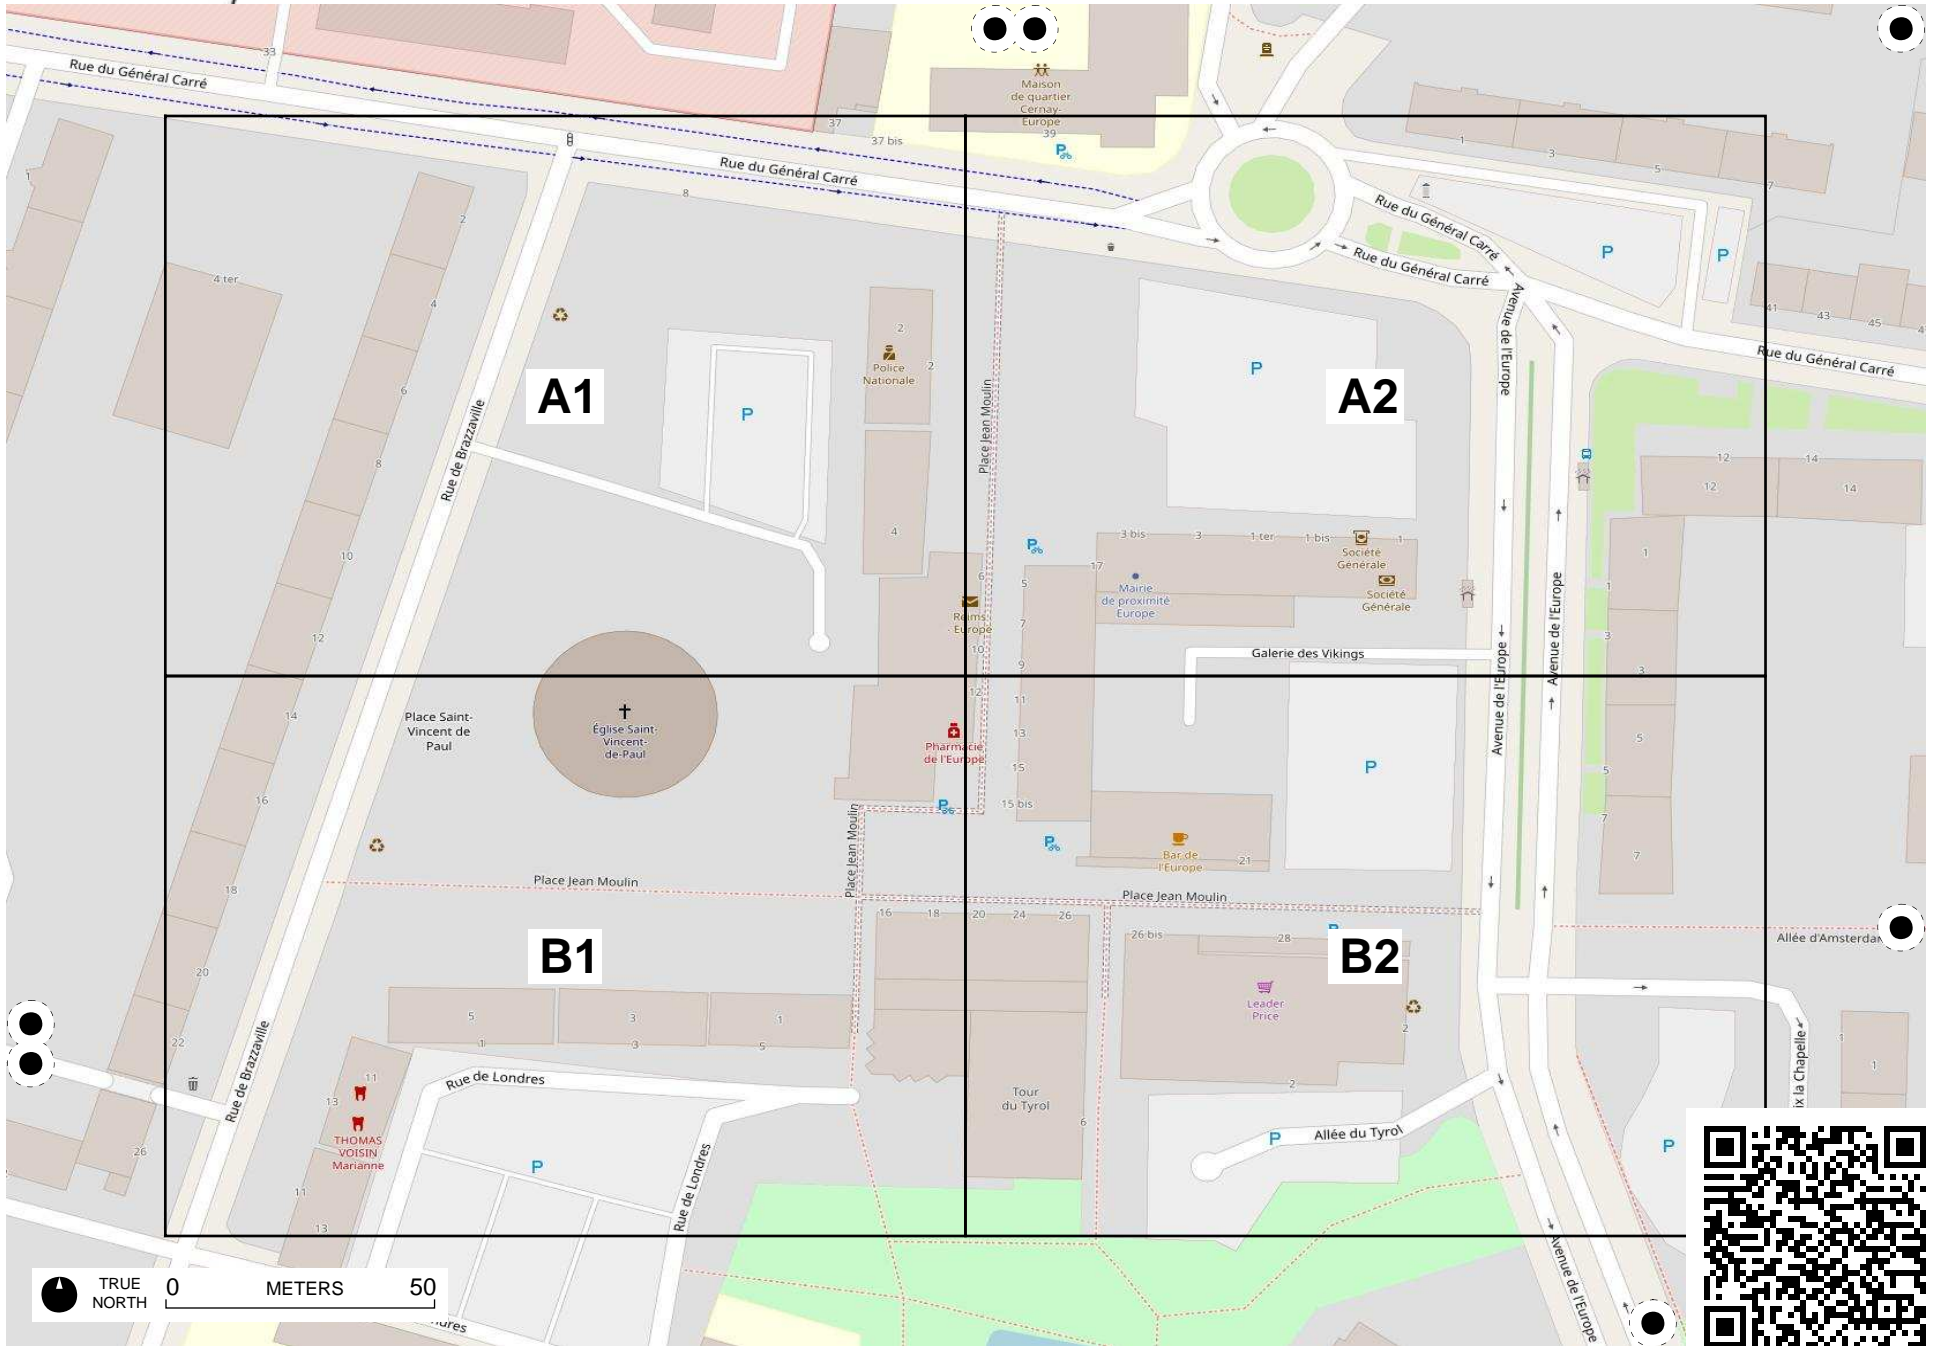 33
Rue du Général Carré
Maison
de quartier
Cernay-
Europe
39
37
37 bis
Rue du Général Carré
8
1
3
5
7
1
2
4 ter
4
2
2
Police
Nationale
6
8
10
12
14
16
18
20
22
26
Rue de Brazzaville
A1
Place Jean Moulin
4
6
Reims
- Europe
10
12
5
7
9
11
13
15
15 bis
17
3 bis
3
1 ter
1 bis
1
Société
Générale
Société
Générale
Mairie
de proximité
Europe
A2
Rue du Général Carré
Rue du Général Carré
Avenue de l'Europe
41
43
45
Rue du Général Carré
12
14
12
14
1
1
3
3
5
5
7
7
Avenue de l'Europe
Galerie des Vikings
Avenue de l'Europe
Place Saint-
Vincent de
Paul
Église Saint-
Vincent-
de-Paul
Pharmacie
de l'Europe
Place Jean Moulin
Bar de
l'Europe
21
Place Jean Moulin
Place Jean Moulin
16
18
20
24
26
26 bis
28
B1
B2
Allée d'Amsterdam
Leader
Price
2
2
5
3
1
1
3
5
Rue de Brazzaville
11
13
THOMAS
VOISIN
Marianne
11
13
Rue de Londres
Rue de Londres
Tour
du Tyrol
6
Allée du Tyrol
ix la Chapelle
1
1
Avenue de l'Europe
TRUE
NORTH
0
METERS
50
P
P
P
P
P
P
P
P